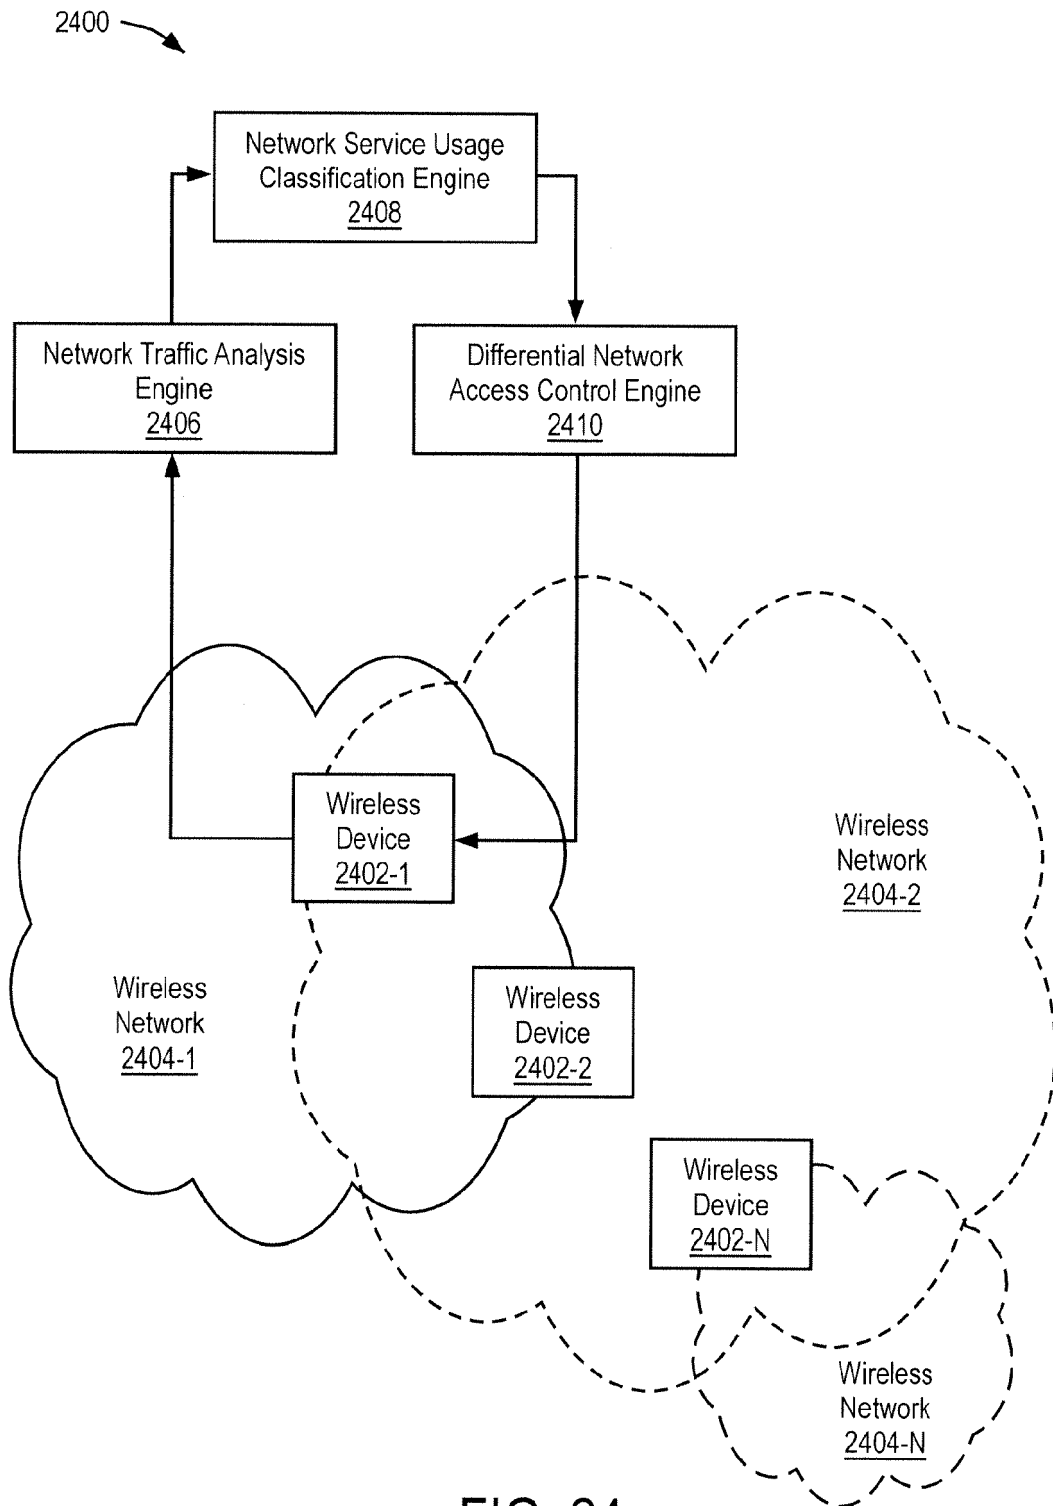 2400
Network Service Usage
Classification Engine
2408
Network Traffic Analysis
Engine
2406
Differential Network
Access Control Engine
2410
Wireless
Device
2402-1
Wireless
Network
2404-2
Wireless
Network
2404-1
Wireless
Device
2402-2
Wireless
Device
2402-N
Wireless
Network
2404-N
FIG. 24